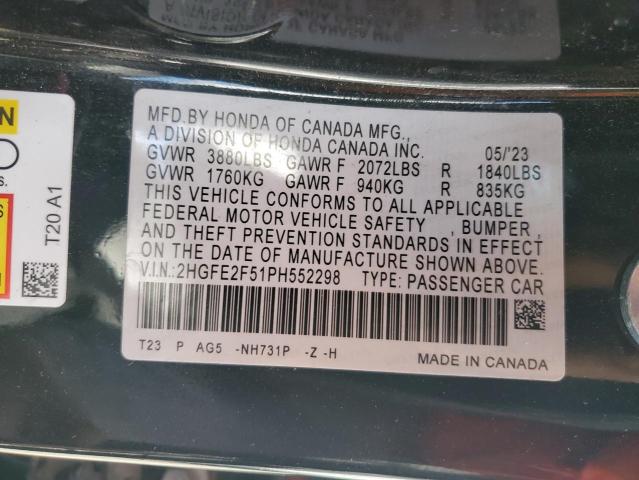 MFD.BY HONDA OF CANADA MFG.,
A DIVISION OF HONDA CANADA INC. 05/'23
GVWR 3880LBS GAWR F 2072LBS R 1840LBS
GVWR 1760KG GAWR F 940KG R 835KG
THIS VEHICLE CONFORMS TO ALL APPLICABLE
FEDERAL MOTOR VEHICLE SAFETY , BUMPER ,
AND THEFT PREVENTION STANDARDS IN EFFECT
ON THE DATE OF MANUFACTURE SHOWN ABOVE.
V.I.N.:2HGFE2F51PH552298 TYPE: PASSENGER CAR
T23 P AG5 -NH731P -Z -H
MADE IN CANADA
T20 A1